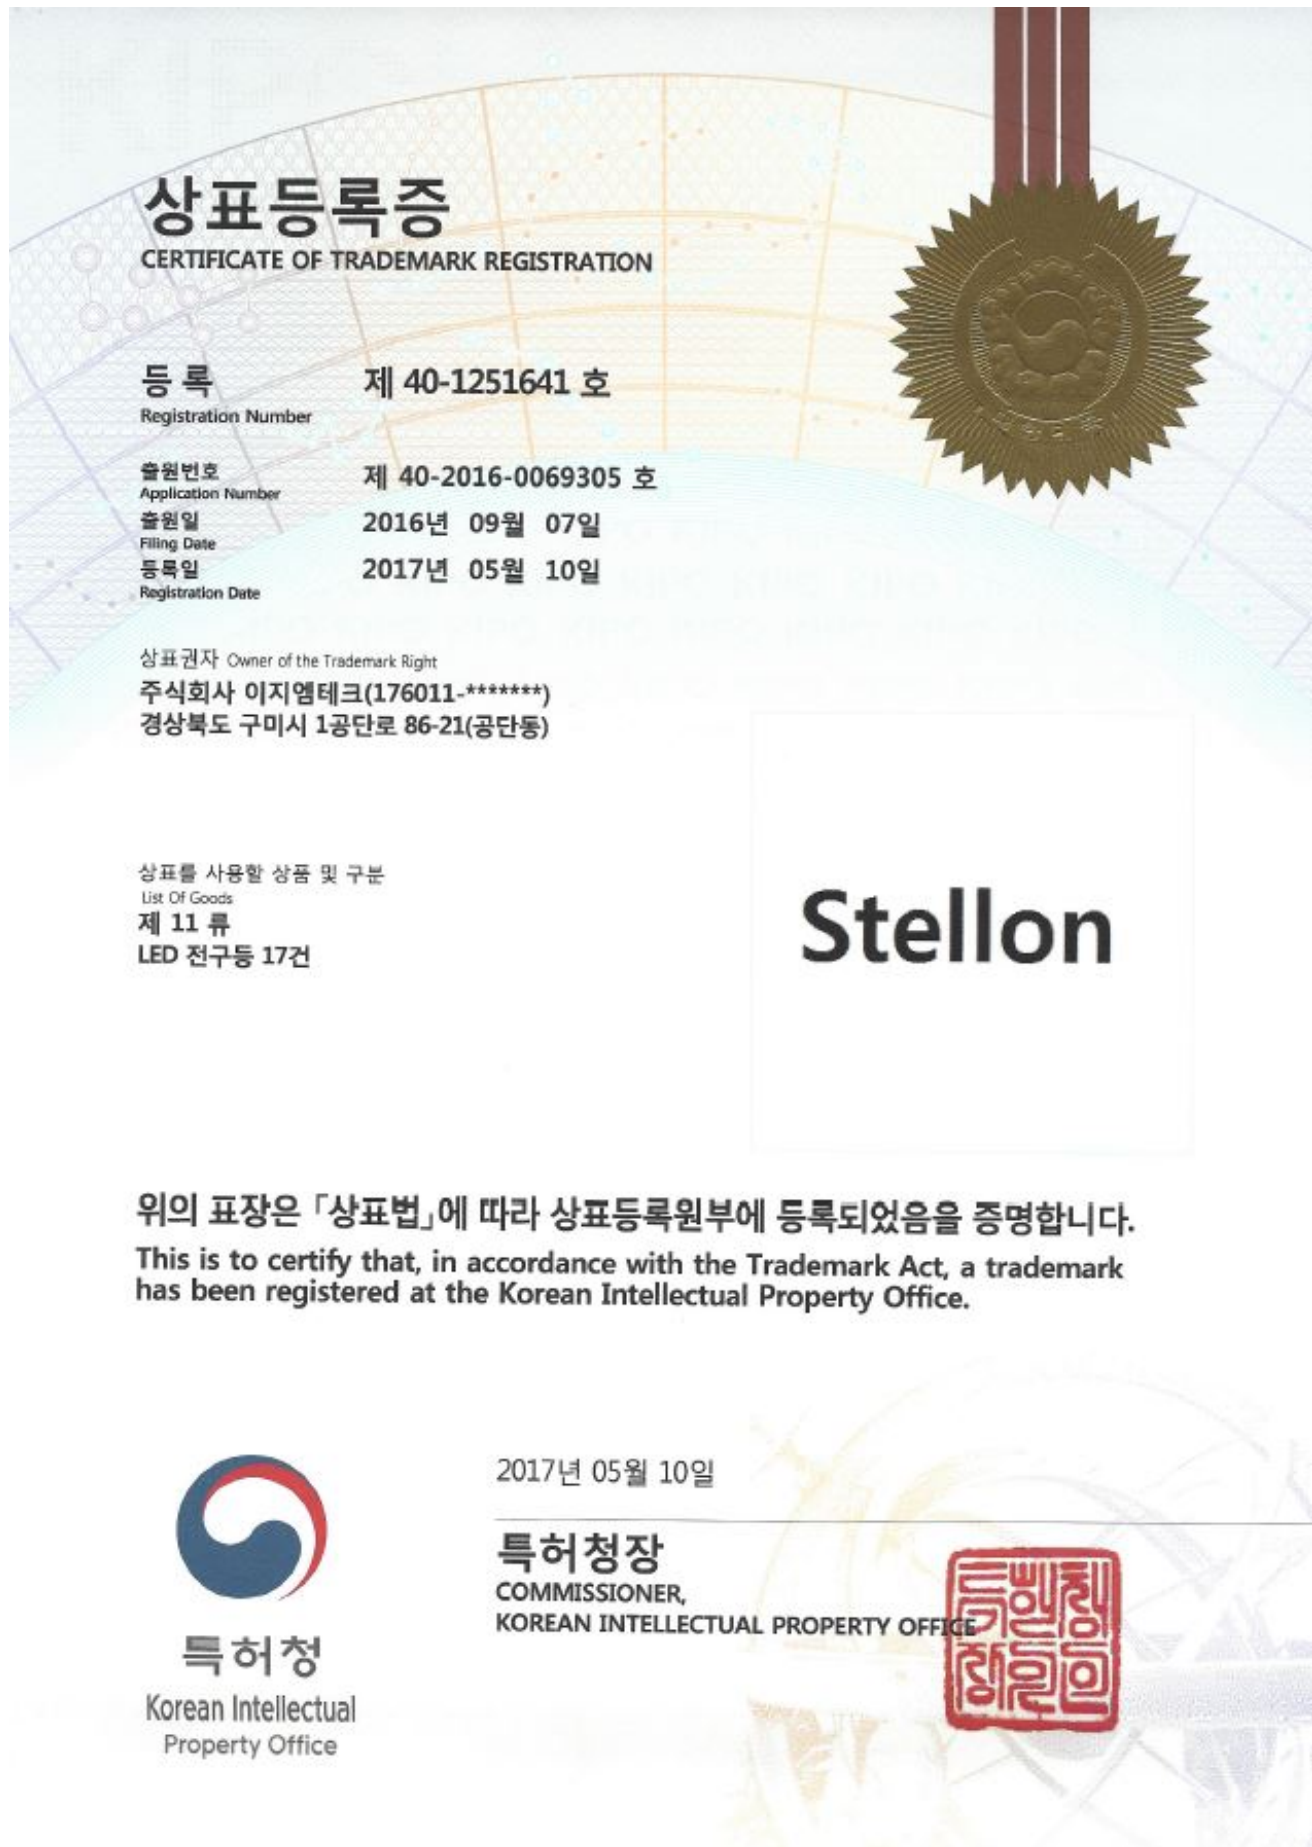 상표등록증
CERTIFICATE OF TRADEMARK REGISTRATION
등 록 제 40-1251641 호
Registration Number
출원번호 제 40-2016-0069305 호
Application Number
출원일 2016년 09월 07일
Filing Date
등록일 2017년 05월 10일
Registration Date
상표권자 Owner of the Trademark Right
주식회사 이지엠테크(176011-*******)
경상북도 구미시 1공단로 86-21(공단동)
상표를 사용할 상품 및 구분
List Of Goods
제 11 류
LED 전구등 17건
Stellon
위의 표장은 「상표법」에 따라 상표등록원부에 등록되었음을 증명합니다.
This is to certify that, in accordance with the Trademark Act, a trademark
has been registered at the Korean Intellectual Property Office.
2017년 05월 10일
특허청장
COMMISSIONER,
KOREAN INTELLECTUAL PROPERTY OFFICE
특허청
Korean Intellectual
Property Office